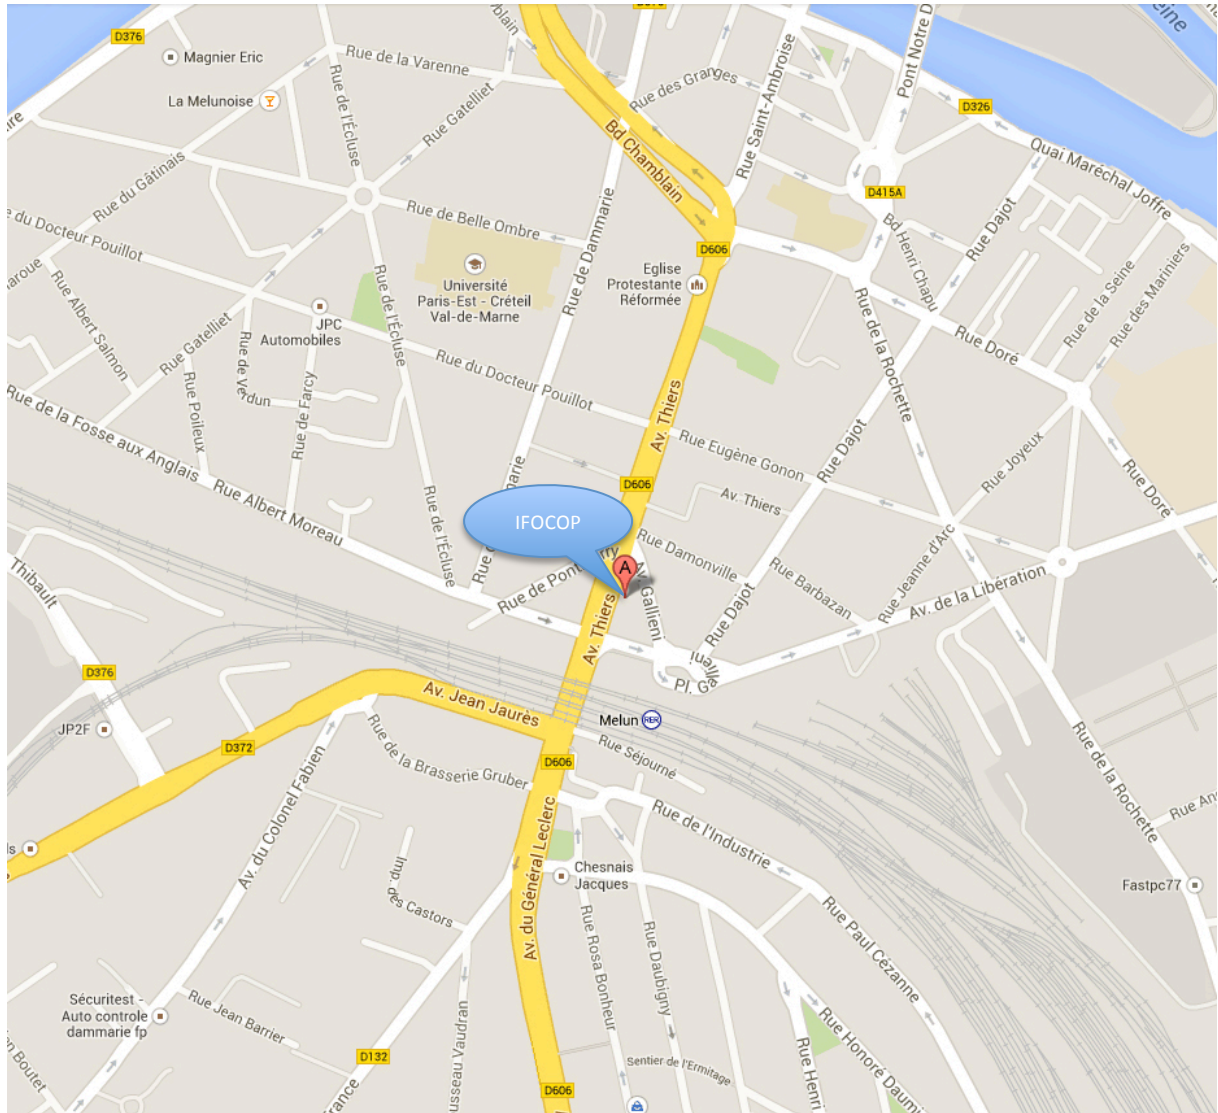 D376
Magnier Eric
Rue de la Varenne
La Melunoise
Rue de l'Écluse
Rue Gatelliet
Rue du Gâtinais
Rue des Granges
Bd Chamblain
Rue Saint-Ambroise
Pont Notre D
D326
Quai Maréchal Joffre
D415A
Rue Dajot
Bd Henri Chapu
Rue de Belle Ombre
Rue de Dammarie
D606
Université
Paris-Est - Créteil
Val-de-Marne
Eglise
Protestante
Réformée
e du Docteur Pouillot
Rue Albert Salmon
Rue Gatelliet
JPC
Automobiles
Rue de l'Écluse
Rue de Verdun
Rue de Farcy
Rue Poileux
Rue du Docteur Pouillot
Av. Thiers
Rue de la Rochette
Rue Doré
Rue de la Seine
Rue des Mariniers
Rue de la Fosse aux Anglais
Rue Albert Moreau
Rue de l'Écluse
D606
Rue Eugène Gonon
Rue Dajot
Rue Joyeux
Rue Doré
Av. Thiers
IFOCOP
A
Rue Damonville
Rue Barbazan
Rue Jeanne d'Arc
Av. de la Libération
Thibault
Rue de Pont
Av. Thiers
Gallieni
Rue Dajot
Pl. Ga
llieni
D376
Av. Jean Jaurès
Melun
RER
JP2F
D372
Rue Séjourné
Rue de la Brasserie Gruber
D606
Av. du Colonel Fabien
Av. du Général Leclerc
Rue de l'Industrie
Rue de la Rochette
Imp. des Castors
Chesnais
Jacques
Fastpc77
Rue Paul Cézanne
Rue Rosa Bonheur
Rue Daubigny
Sécuritest -
Auto controle
dammarie fp
Rue Jean Barrier
D132
Rue Honoré Daumi
Rue Henri
Sentier de l'Ermitage
D606